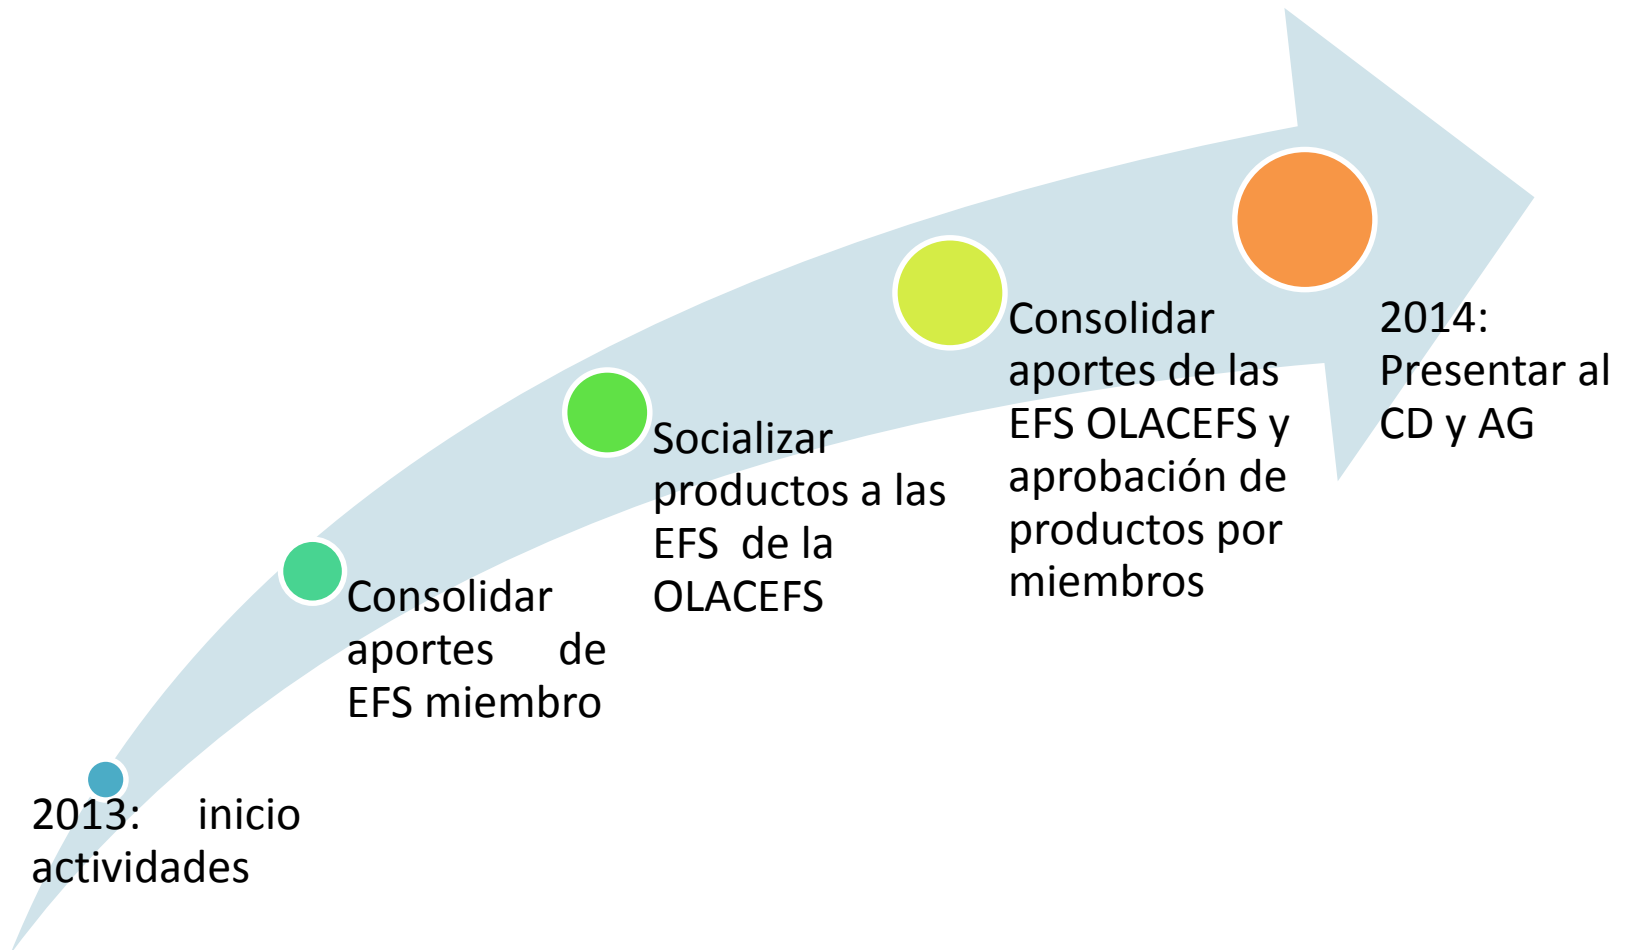 2013: inicio
actividades
Consolidar
aportes de
EFS miembro
Socializar
productos a las
EFS de la
OLACEFS
Consolidar
aportes de las
EFS OLACEFS y
aprobación de
productos por
miembros
2014:
Presentar al
CD y AG